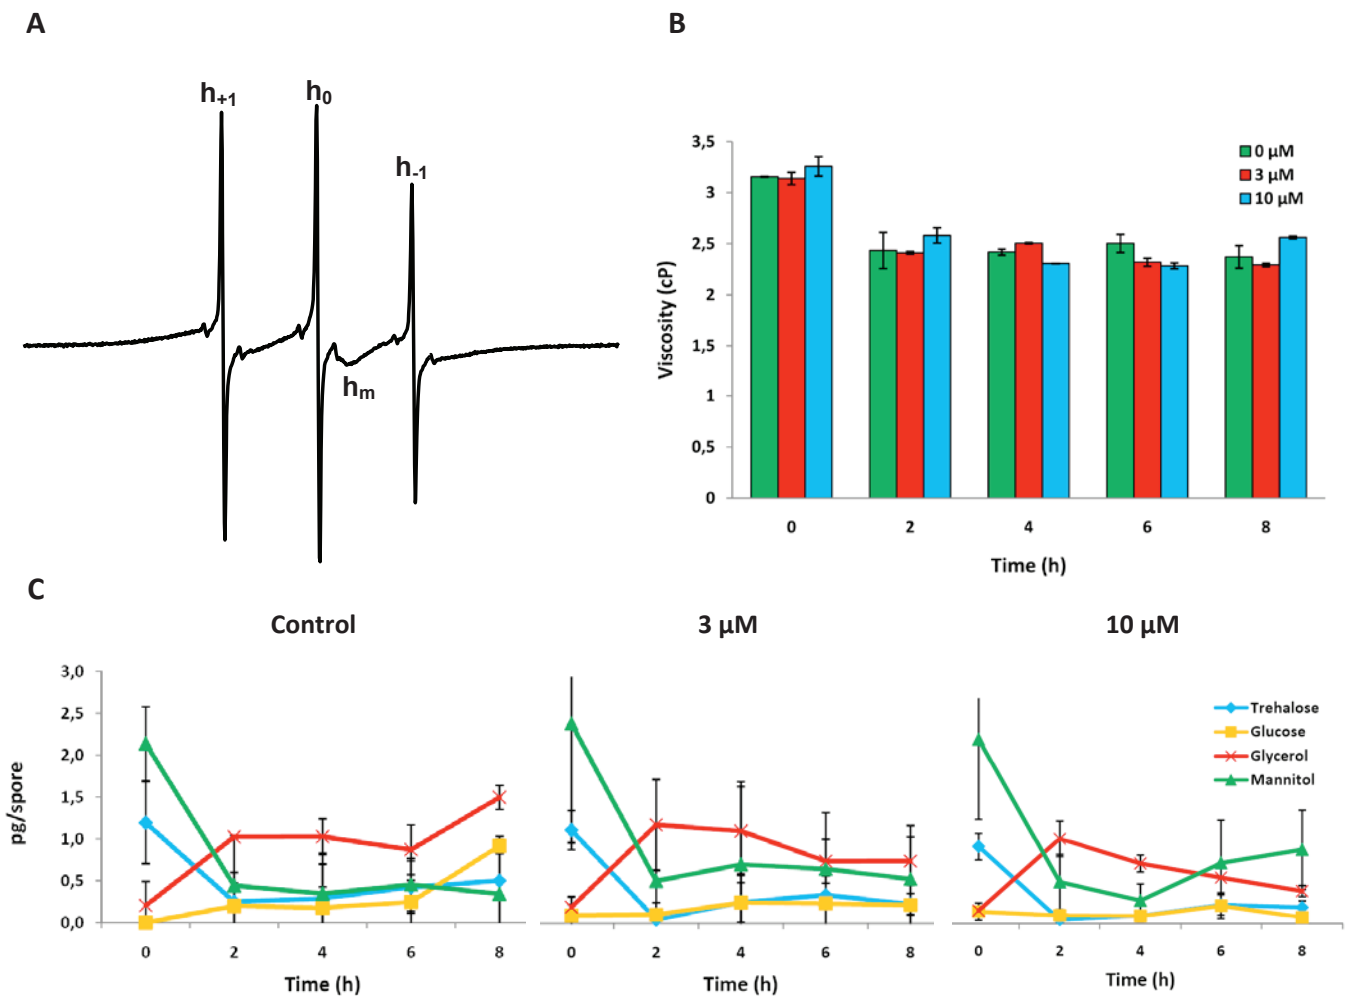 A
B
h+1
h0
h-1
hm
3,5
3
2,5
2
1,5
1
0,5
0
Viscosity (cP)
0 µM
3 µM
10 µM
0 2 4 6 8
Time (h)
C
Control
3 µM
10 µM
3,0
2,5
2,0
1,5
1,0
0,5
0,0
pg/spore
Trehalose
Glucose
Glycerol
Mannitol
0 2 4 6 8
0 2 4 6 8
0 2 4 6 8
Time (h)
Time (h)
Time (h)